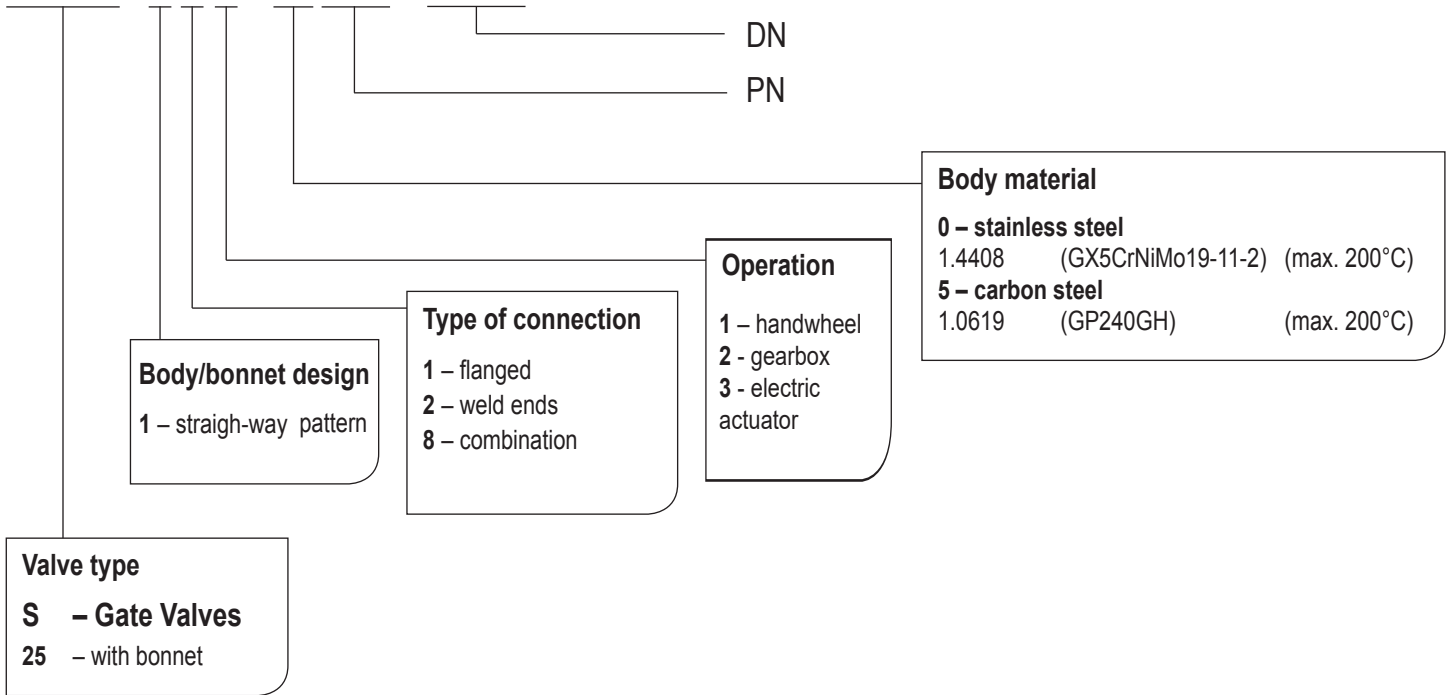 DN
PN
Body material
0 – stainless steel
1.4408 (GX5CrNiMo19-11-2) (max. 200°C)
5 – carbon steel
1.0619 (GP240GH) (max. 200°C)
Operation
1 – handwheel
2 - gearbox
3 - electric
actuator
Type of connection
1 – flanged
2 – weld ends
8 – combination
Body/bonnet design
1 – straigh-way pattern
Valve type
S – Gate Valves
25 – with bonnet